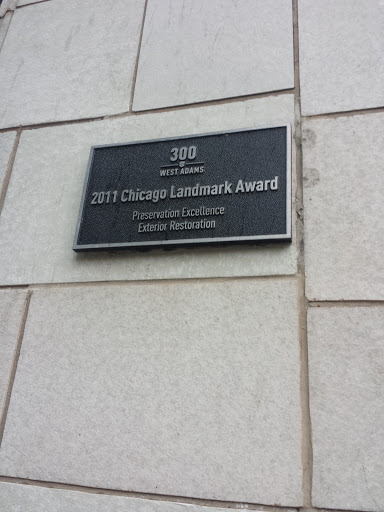 300
WEST ADAMS
2011 Chicago Landmark Award
Preservation Excellence
Exterior Restoration